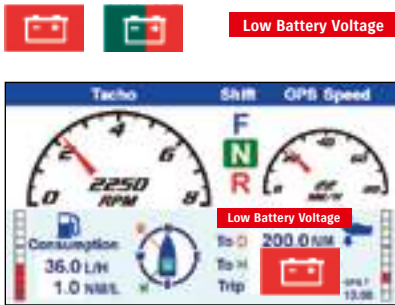 Low Battery Voltage
Tacho Shift GPS Speed
F
N
R
0 2 4 6 8
2250
RPM
Low Battery Voltage
Consumption
36.0 L/H
1.0 NM/L
To D 200.0 NM
To H
Trip